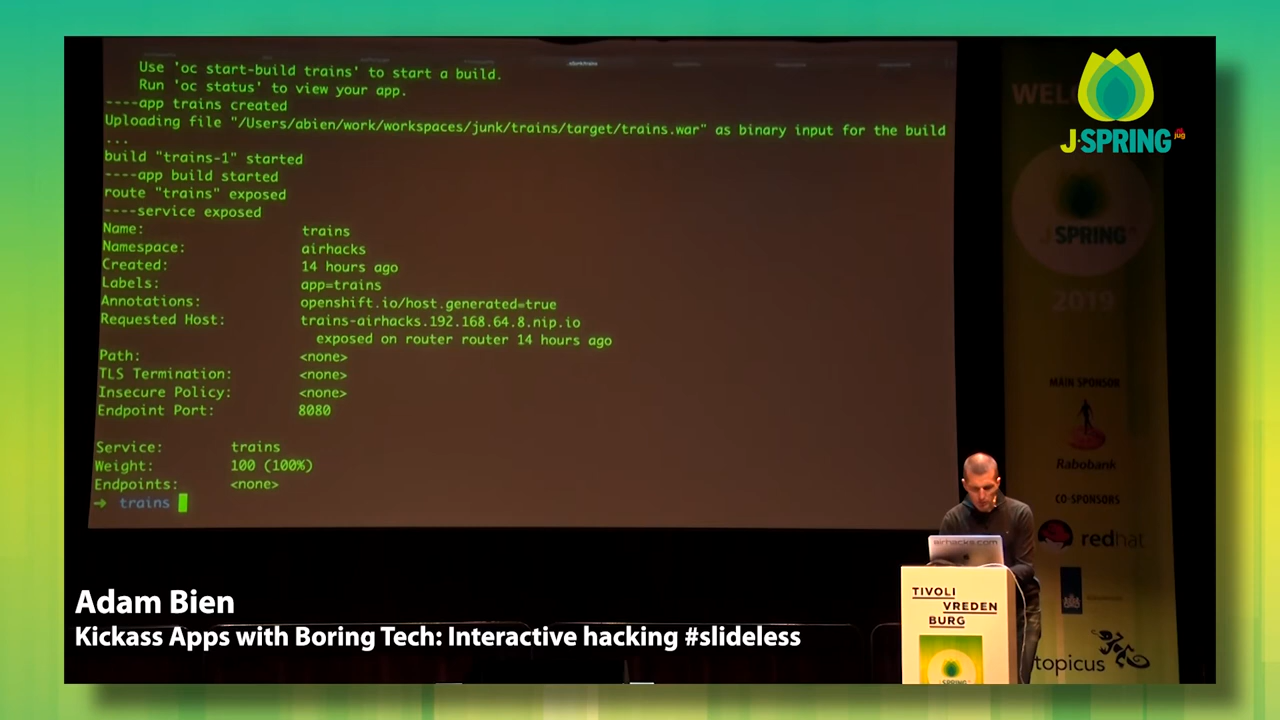 Use 'oc start-build trains' to start a build.
Run 'oc status' to view your app.
----app trains created
Uploading file "/Users/abien/work/workspaces/junk/trains/target/trains.war" as binary input for the build
...
build "trains-1" started
----app build started
route "trains" exposed
----service exposed
Name: trains
Namespace: airhacks
Created: 14 hours ago
Labels: app=trains
Annotations: openshift.io/host.generated=true
Requested Host: trains-airhacks.192.168.64.8.nip.io
exposed on router router 14 hours ago
Path: <none>
TLS Termination: <none>
Insecure Policy: <none>
Endpoint Port: 8080
Service: trains
Weight: 100 (100%)
Endpoints: <none>
→ trains
J·SPRING
nl
jug
J SPRING
2019
MAIN SPONSOR
Rabobank
CO-SPONSORS
redhat
topicus
airhacks.com
TIVOLI
VREDEN
BURG
J·SPRING
Adam Bien
Kickass Apps with Boring Tech: Interactive hacking #slideless